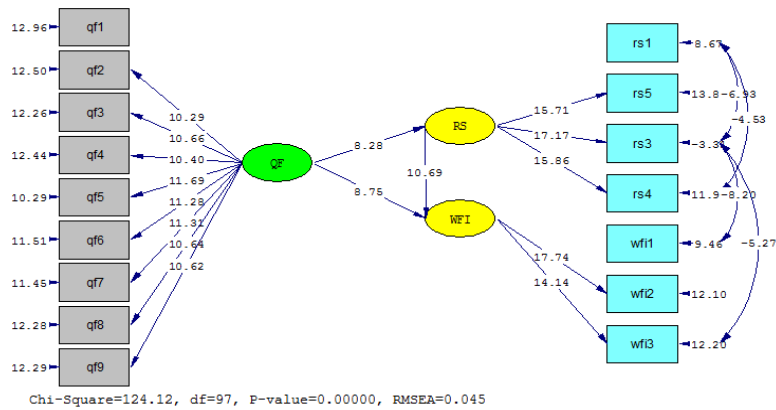 12.96 qf1
12.50 qf2
12.26 qf3
12.44 qf4
10.29 qf5
11.51 qf6
11.45 qf7
12.28 qf8
12.29 qf9
10.29
10.66
10.40
11.69
11.28
11.31
10.64
10.62
QF
8.28
8.75
RS
10.69
WFI
15.71
17.17
15.86
17.74
14.14
rs1 8.67
rs5 13.8 -6.93
-4.53
rs3
rs4 11.9 -8.20
wfi1 9.46 -5.27
wfi2 12.10
wfi3 12.20
Chi-Square=124.12, df=97, P-value=0.00000, RMSEA=0.045